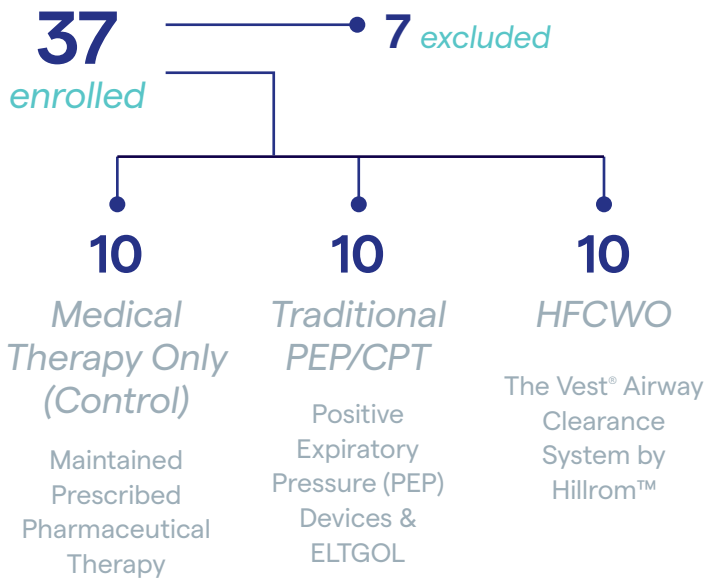 37
enrolled
7 excluded
10
Medical
Therapy Only
(Control)
Maintained
Prescribed
Pharmaceutical
Therapy
10
Traditional
PEP/CPT
Positive
Expiratory
Pressure (PEP)
Devices &
ELTGOL
10
HFCWO
The Vest® Airway
Clearance
System by
Hillrom™